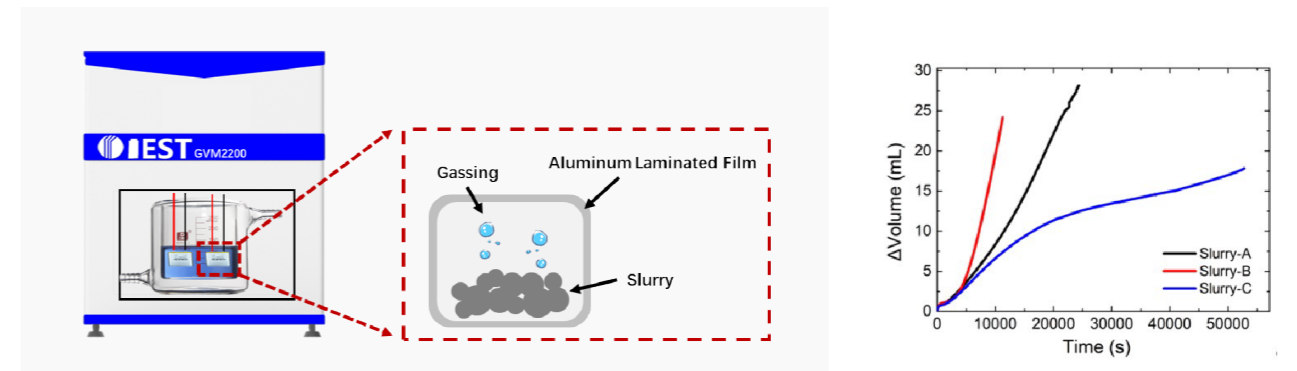 IEST GVM2200
Gassing
Aluminum Laminated Film
Slurry
30
25
20
15
10
5
0
ΔVolume (mL)
Slurry-A
Slurry-B
Slurry-C
0 10000 20000 30000 40000 50000
Time (s)